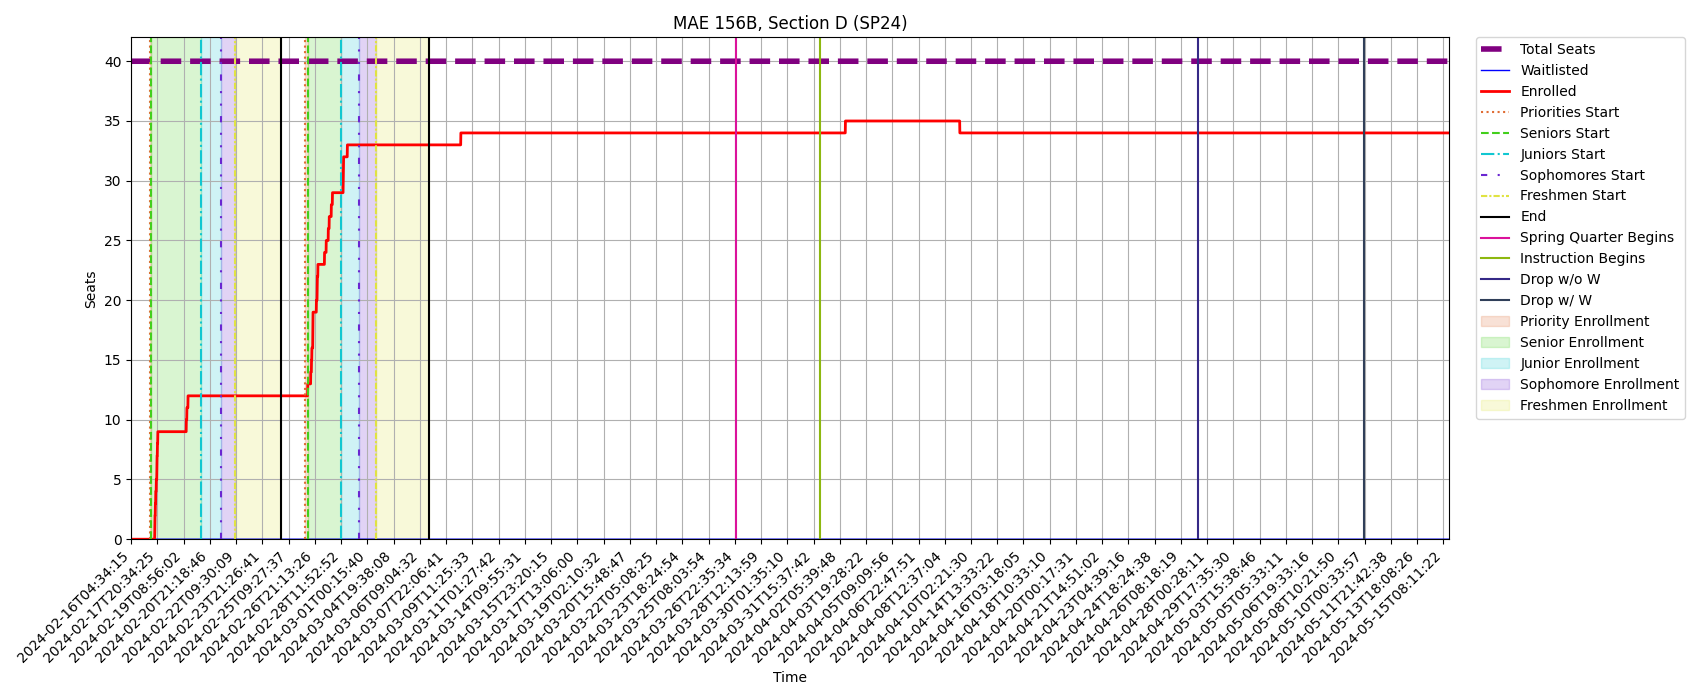 MAE 156B, Section D (SP24)
Seats
40
35
30
25
20
15
10
5
0
2024-02-16T04:34:15
2024-02-17T20:34:25
2024-02-19T08:56:02
2024-02-20T21:18:46
2024-02-22T09:30:09
2024-02-23T21:26:41
2024-02-25T09:27:37
2024-02-26T21:13:26
2024-02-28T11:52:52
2024-03-01T00:15:40
2024-03-04T19:38:08
2024-03-06T09:04:32
2024-03-07T22:06:41
2024-03-09T11:25:33
2024-03-11T01:27:42
2024-03-14T09:55:31
2024-03-15T23:20:15
2024-03-17T13:06:00
2024-03-19T02:10:32
2024-03-20T15:48:47
2024-03-22T05:08:25
2024-03-23T18:24:54
2024-03-25T08:03:54
2024-03-26T22:35:34
2024-03-28T12:13:59
2024-03-30T01:35:10
2024-03-31T15:37:42
2024-04-02T05:39:48
2024-04-03T19:28:22
2024-04-05T09:09:56
2024-04-06T22:47:51
2024-04-08T12:37:04
2024-04-10T02:21:30
2024-04-14T13:33:22
2024-04-16T03:18:05
2024-04-18T10:33:10
2024-04-20T00:17:31
2024-04-21T14:51:02
2024-04-23T04:39:16
2024-04-24T18:24:38
2024-04-26T08:18:19
2024-04-28T00:28:11
2024-04-29T17:35:30
2024-05-03T15:38:46
2024-05-05T05:33:11
2024-05-06T19:33:16
2024-05-08T10:21:50
2024-05-10T00:33:57
2024-05-11T21:42:38
2024-05-13T18:08:26
2024-05-15T08:11:22
Time
Total Seats
Waitlisted
Enrolled
Priorities Start
Seniors Start
Juniors Start
Sophomores Start
Freshmen Start
End
Spring Quarter Begins
Instruction Begins
Drop w/o W
Drop w/ W
Priority Enrollment
Senior Enrollment
Junior Enrollment
Sophomore Enrollment
Freshmen Enrollment